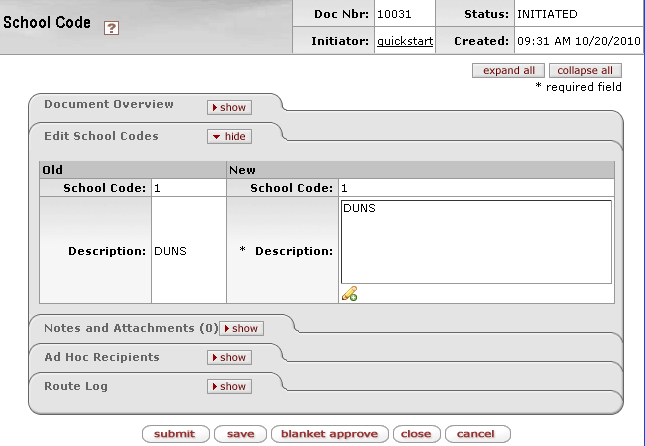 School Code ?
Doc Nbr: 10031 Status: INITIATED
Initiator: quickstart Created: 09:31 AM 10/20/2010
expand all collapse all
* required field
Document Overview show
Edit School Codes hide
Old New
School Code: 1 School Code: 1
Description: DUNS * Description: DUNS
Notes and Attachments (0) show
Ad Hoc Recipients show
Route Log show
submit save blanket approve close cancel